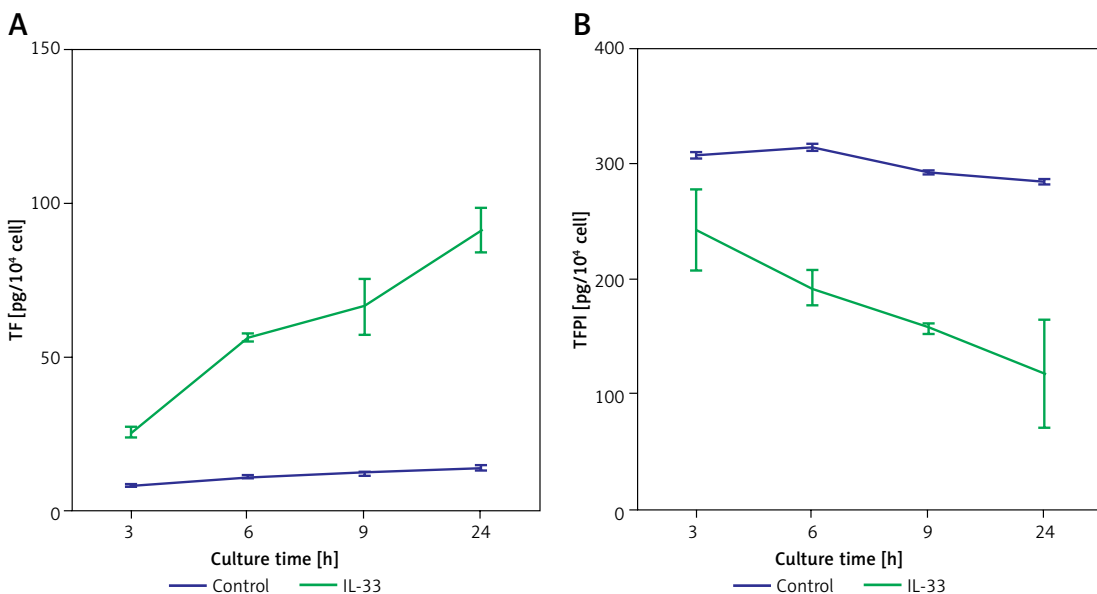 A
TF [pg/10⁴ cell]
150
100
50
0
3 6 9 24
Culture time [h]
Control IL-33
B
TFPI [pg/10⁴ cell]
400
300
200
100
0
3 6 9 24
Culture time [h]
Control IL-33